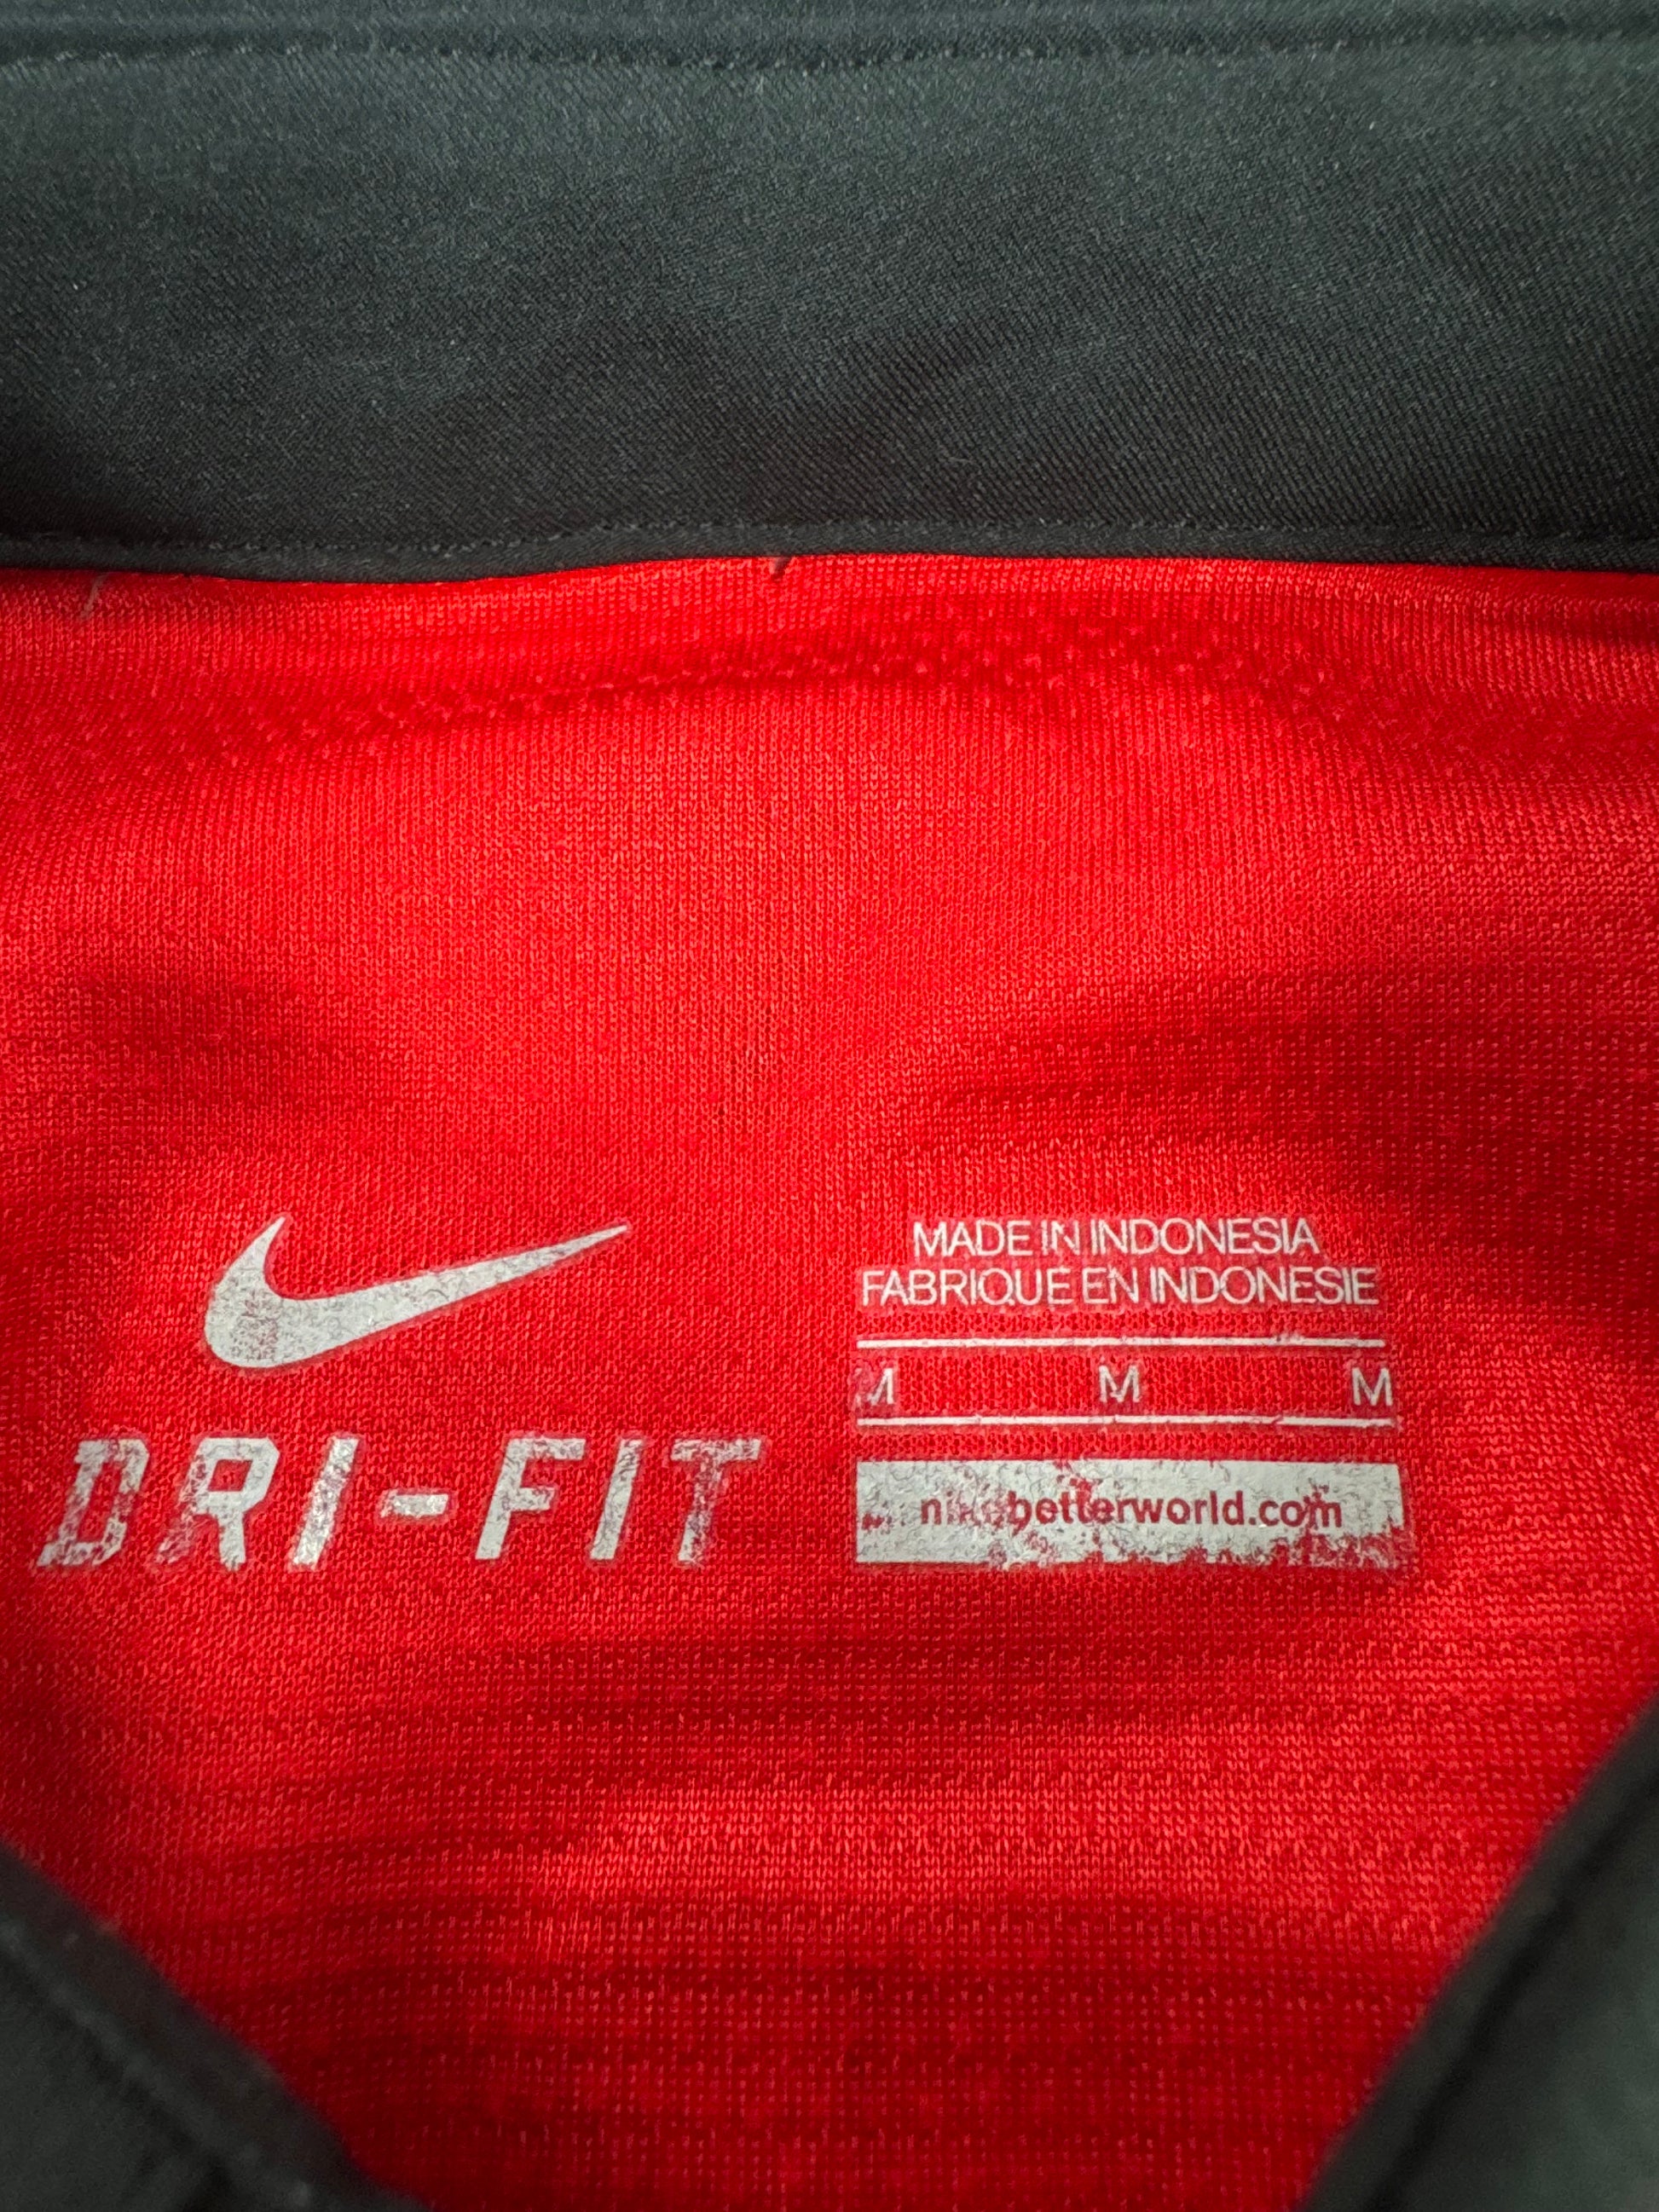 DRI-FIT
MADE IN INDONESIA
FABRIQUE EN INDONESIE
M M M
nikebetterworld.com